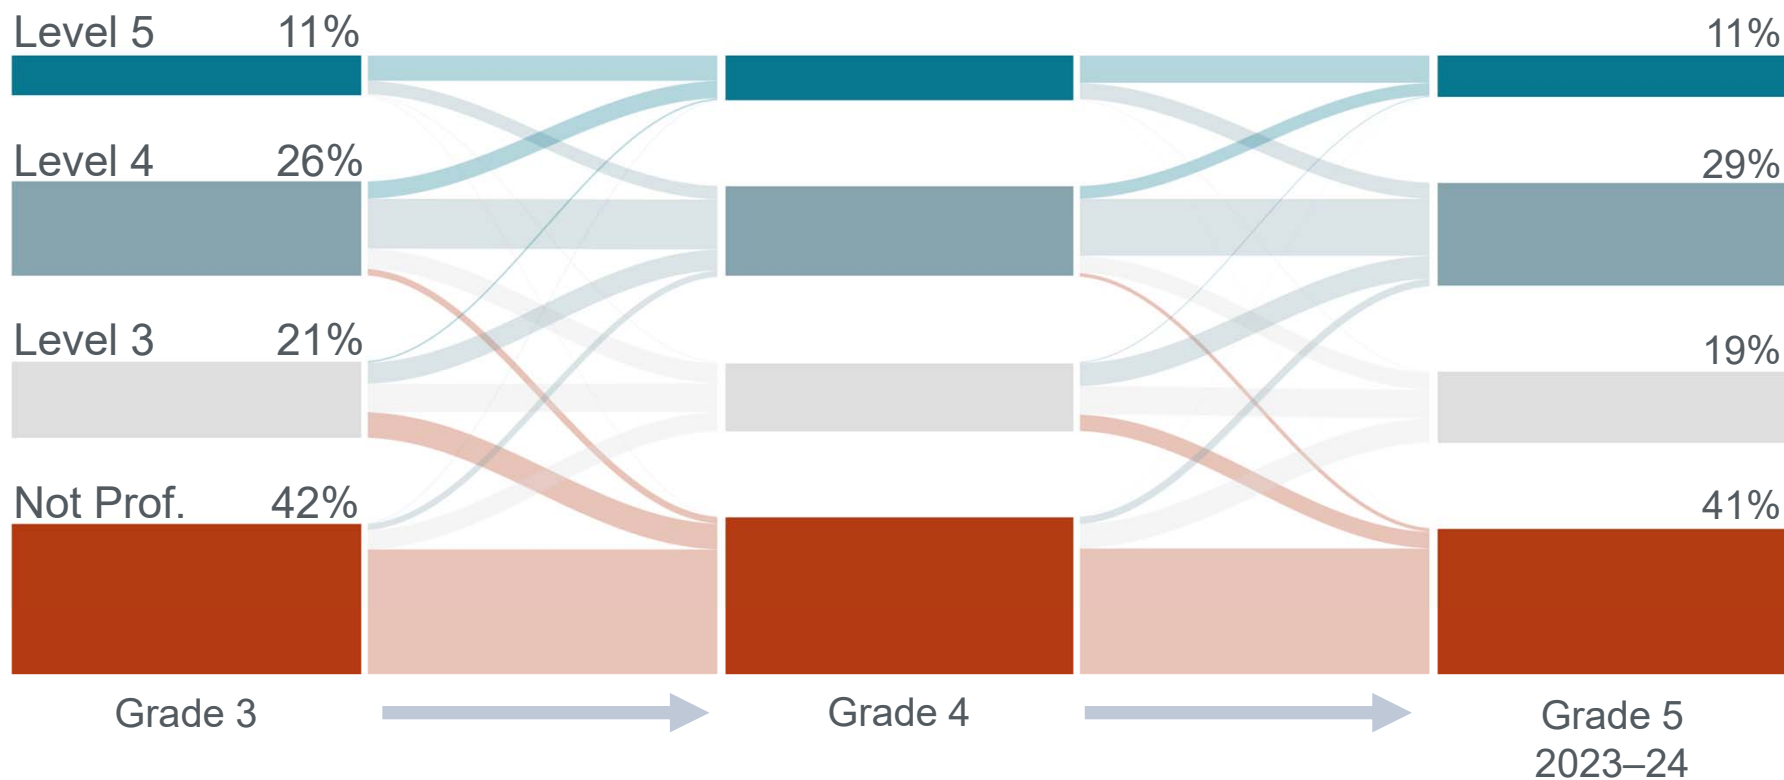 Level 5 11%
11%
Level 4 26%
29%
Level 3 21%
19%
Not Prof. 42%
41%
Grade 3
Grade 4
Grade 5
2023–24